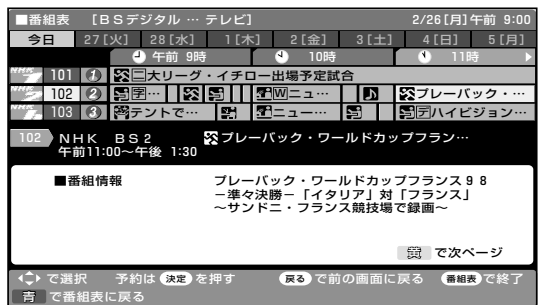 ■番組表 [BSデジタル … テレビ] 2/26[月]午前 9:00
今日 27[火] 28[水] 1[木] 2[金] 3[土] 4[日] 5[月]
午前 9時 10時 11時
NHK 101 1 二 大リーグ・イチロー出場予定試合
NHK 102 2 字… W ニュ… プレーバック・…
NHK 103 3 テントで… ニュー… デ ハイビジョン…
102 NHK BS2 プレーバック・ワールドカップフラン…
午前11:00~午後 1:30
■番組情報 プレーバック・ワールドカップフランス98
−準々決勝−「イタリア」対「フランス」
~サンドニ・フランス競技場で録画~
黄 で次ページ
で選択 予約は 決定 を押す 戻る で前の画面に戻る 番組表 で終了
青 で番組表に戻る